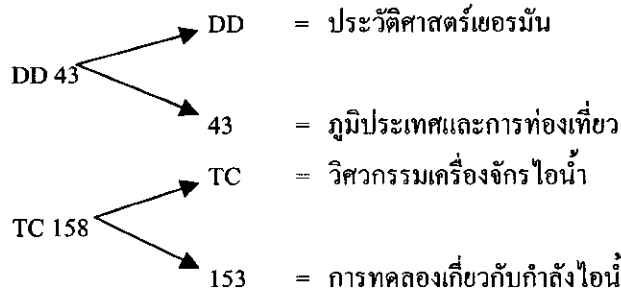 DD = ประวัติศาสตร์เยอรมัน
DD 43
43 = ภูมิประเทศและการท่องเที่ยว
TC = วิศวกรรมเครื่องจักรไอน้ำ
TC 158
153 = การทดลองเกี่ยวกับกำลังไอน้